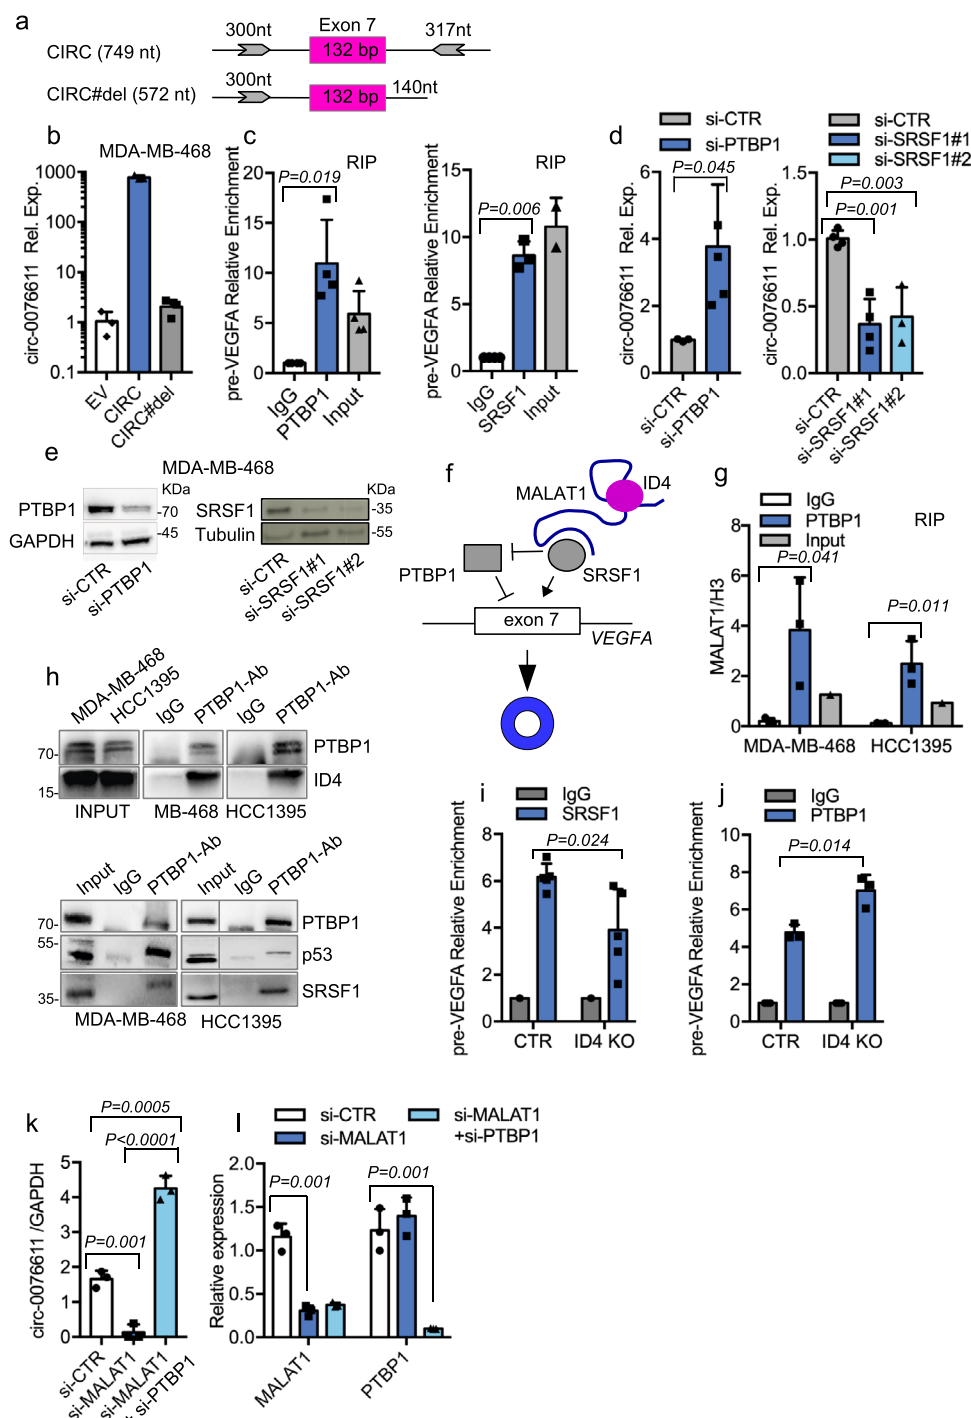 a
300nt Exon 7 317nt
CIRC (749 nt) 132 bp
300nt 140nt
CIRC#del (572 nt) 132 bp
b
MDA-MB-468
circ-0076611 Rel. Exp.
1000
100
10
1
0.1
EV
CIRC
CIRC#del
c
RIP
pre-VEGFA Relative Enrichment
20
15
10
5
0
P=0.019
IgG
PTBP1
Input
RIP
pre-VEGFA Relative Enrichment
15
10
5
0
P=0.006
IgG
SRSF1
Input
d
si-CTR
si-PTBP1
circ-0076611 Rel. Exp.
6
4
2
0
P=0.045
si-CTR
si-PTBP1
si-CTR
si-SRSF1#1
si-SRSF1#2
circ-0076611 Rel. Exp.
1.5
1.0
0.5
0.0
P=0.003
P=0.001
si-CTR
si-SRSF1#1
si-SRSF1#2
e
MDA-MB-468
KDa
PTBP1 -70
-45
GAPDH
si-CTR
si-PTBP1
KDa
SRSF1 -35
Tubulin -55
si-CTR
si-SRSF1#1
si-SRSF1#2
f
MALAT1
ID4
PTBP1
SRSF1
exon 7
VEGFA
g
IgG
PTBP1
Input
RIP
MALAT1/H3
8
6
4
2
0
P=0.041
P=0.011
MDA-MB-468 HCC1395
h
MDA-MB-468
HCC1395
IgG
PTBP1-Ab
IgG
PTBP1-Ab
70- PTBP1
15- ID4
INPUT MB-468 HCC1395
Input
IgG
PTBP1-Ab
Input
IgG
PTBP1-Ab
70- PTBP1
55- p53
35- SRSF1
MDA-MB-468 HCC1395
i
IgG
SRSF1
pre-VEGFA Relative Enrichment
8
6
4
2
0
P=0.024
CTR ID4 KO
j
IgG
PTBP1
pre-VEGFA Relative Enrichment
10
8
6
4
2
0
P=0.014
CTR ID4 KO
k
P=0.0005
P<0.0001
P=0.001
circ-0076611 /GAPDH
5
4
2
1
0
si-CTR
si-MALAT1
si-MALAT1
+ si-PTBP1
l
si-CTR
si-MALAT1
si-MALAT1
+si-PTBP1
Relative expression
2.0
1.5
1.0
0.5
0.0
P=0.001
P=0.001
MALAT1
PTBP1